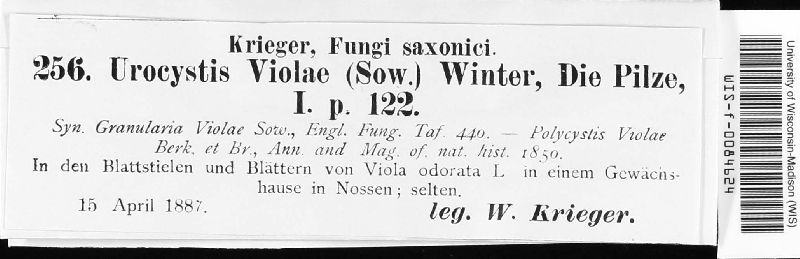 Krieger, Fungi saxonici.
256. Urocystis Violae (Sow.) Winter, Die Pilze,
I. p. 122.
Syn. Granularia Violae Sow., Engl. Fung. Taf. 440. — Polycystis Violae
Berk. et Br., Ann. and Mag. of. nat. hist. 1850.
In den Blattstielen und Blättern von Viola odorata L in einem Gewächs-
hause in Nossen; selten.
15 April 1887.
leg. W. Krieger.
University of Wisconsin-Madison (WIS)
WIS-f-0084624